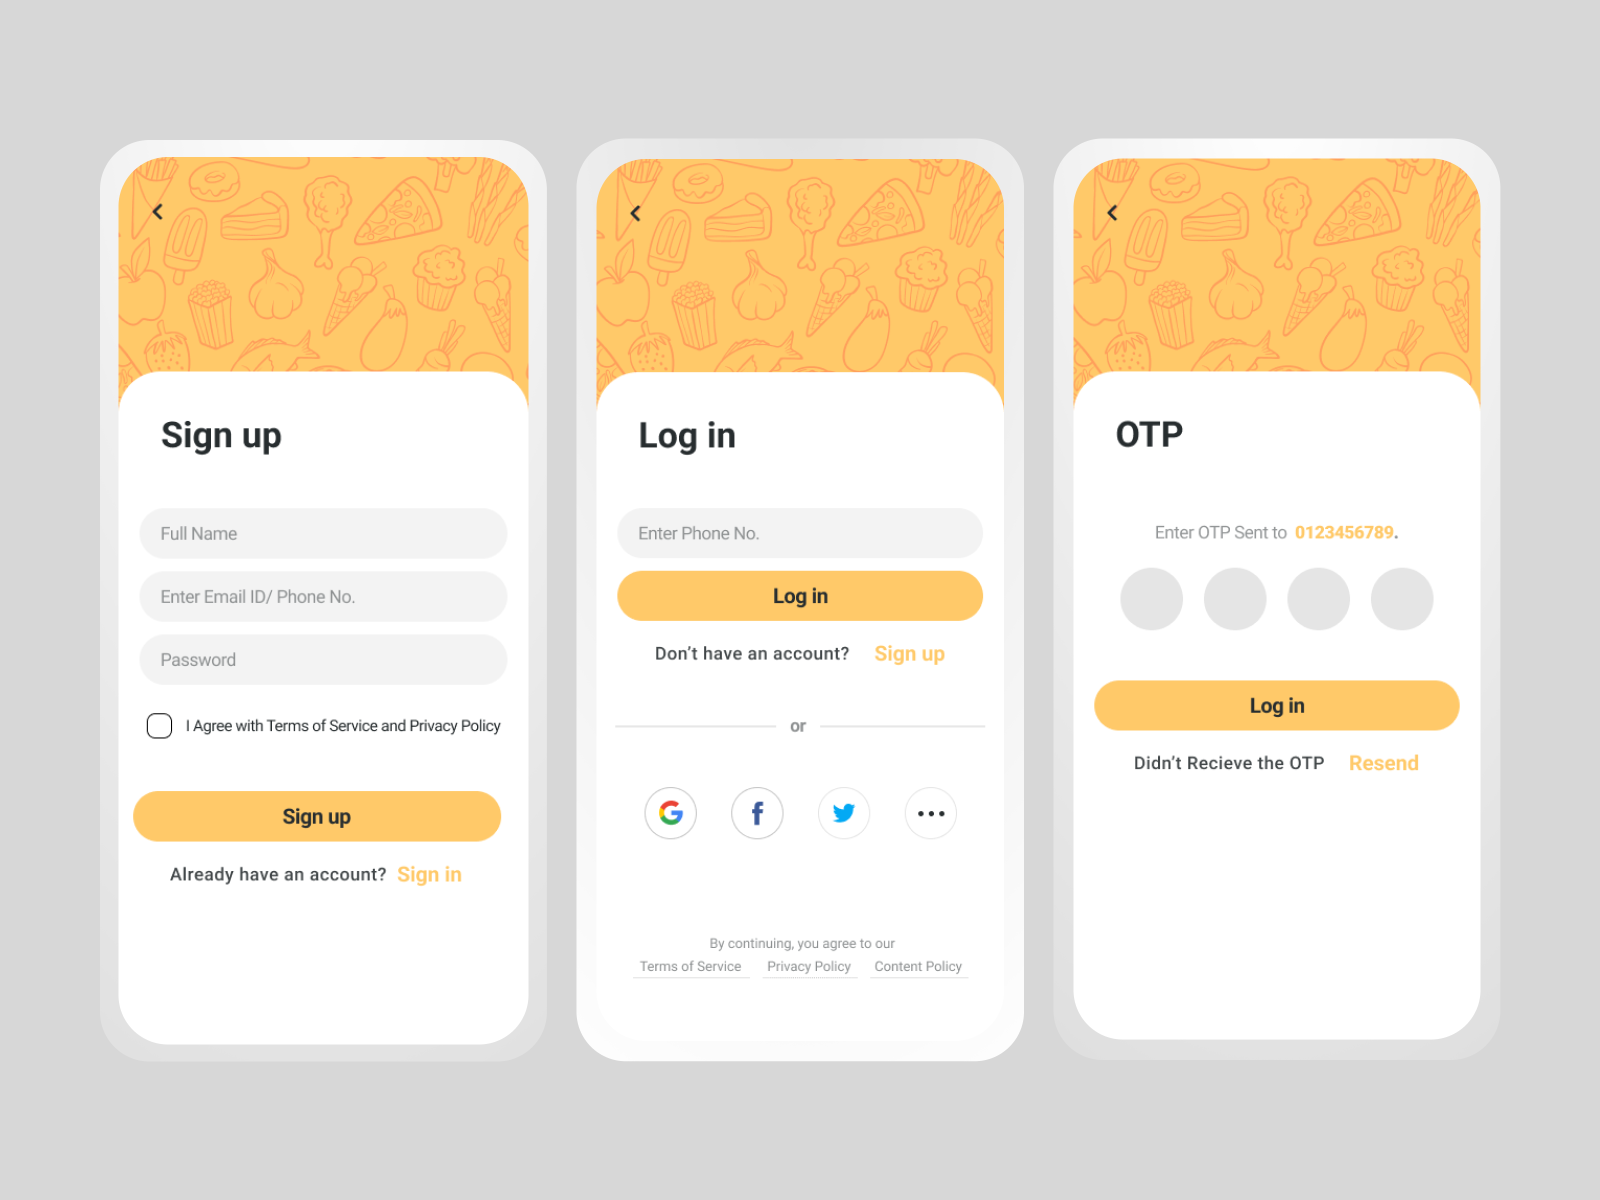 Sign up
Full Name
Enter Email ID/ Phone No.
Password
I Agree with Terms of Service and Privacy Policy
Sign up
Already have an account? Sign in
Log in
Enter Phone No.
Log in
Don’t have an account? Sign up
or
By continuing, you agree to our
Terms of Service Privacy Policy Content Policy
OTP
Enter OTP Sent to 0123456789.
Log in
Didn’t Recieve the OTP Resend